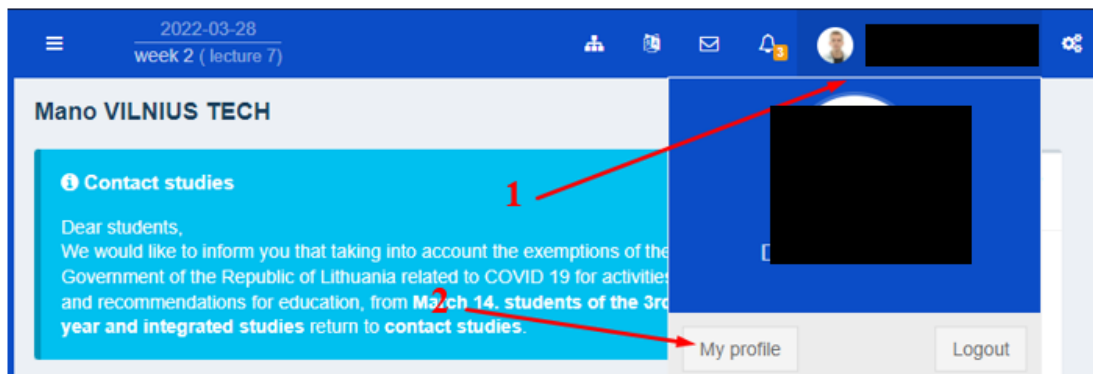 2022-03-28
week 2 ( lecture 7)
3
Mano VILNIUS TECH
Contact studies
Dear students,
We would like to inform you that taking into account the exemptions of the
Government of the Republic of Lithuania related to COVID 19 for activities
and recommendations for education, from March 14. students of the 3rd
year and integrated studies return to contact studies.
1
2
My profile
Logout